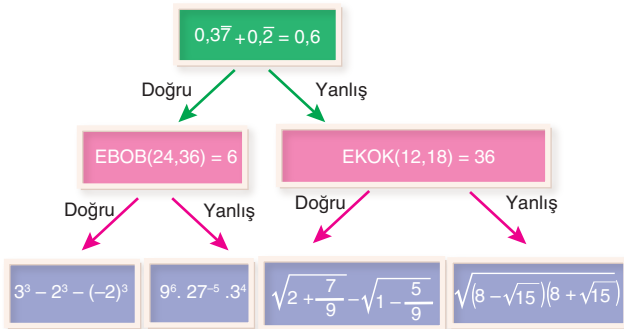 0,37̅ + 0,2̅ = 0,6
Doğru Yanlış
EBOB(24,36) = 6 EKOK(12,18) = 36
Doğru Yanlış Doğru Yanlış
3³ – 2³ – (–2)³ 9⁶ . 27⁻⁵ .3⁴ √(2 + 7/9) – √(1 – 5/9) √((8 – √15)(8 + √15))